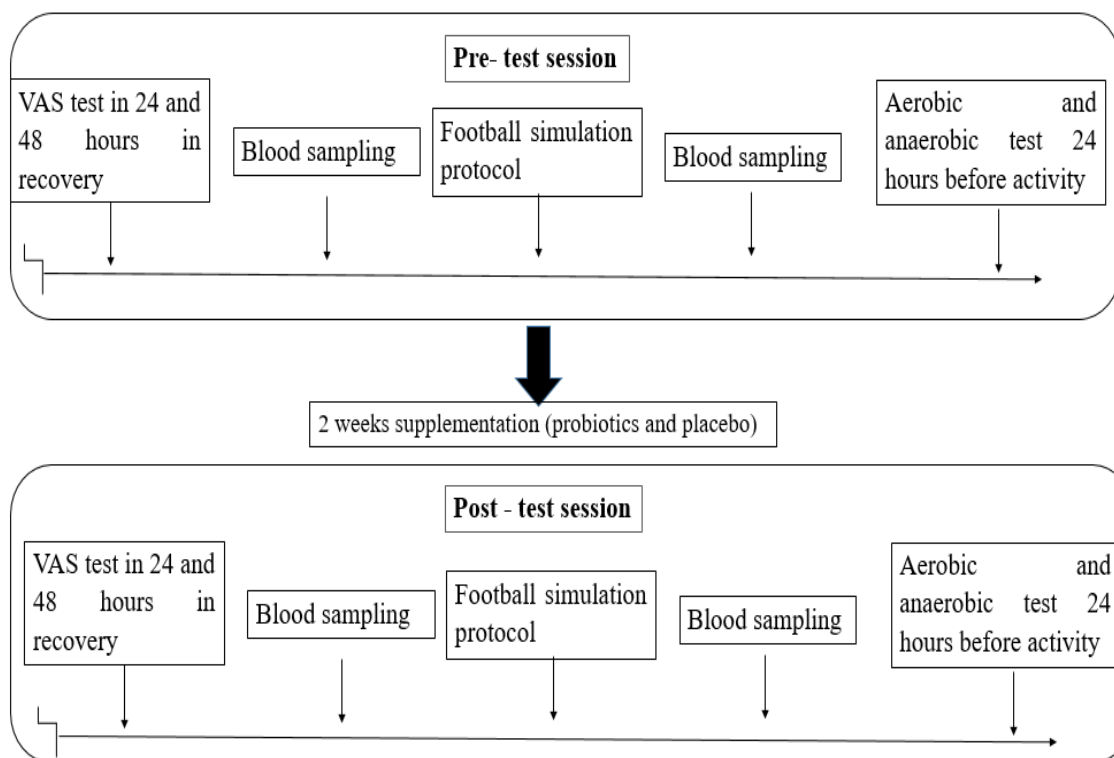 Pre- test session
VAS test in 24 and
48 hours in
recovery
Blood sampling
Football simulation
protocol
Blood sampling
Aerobic and
anaerobic test 24
hours before activity
2 weeks supplementation (probiotics and placebo)
Post - test session
VAS test in 24 and
48 hours in
recovery
Blood sampling
Football simulation
protocol
Blood sampling
Aerobic and
anaerobic test 24
hours before activity